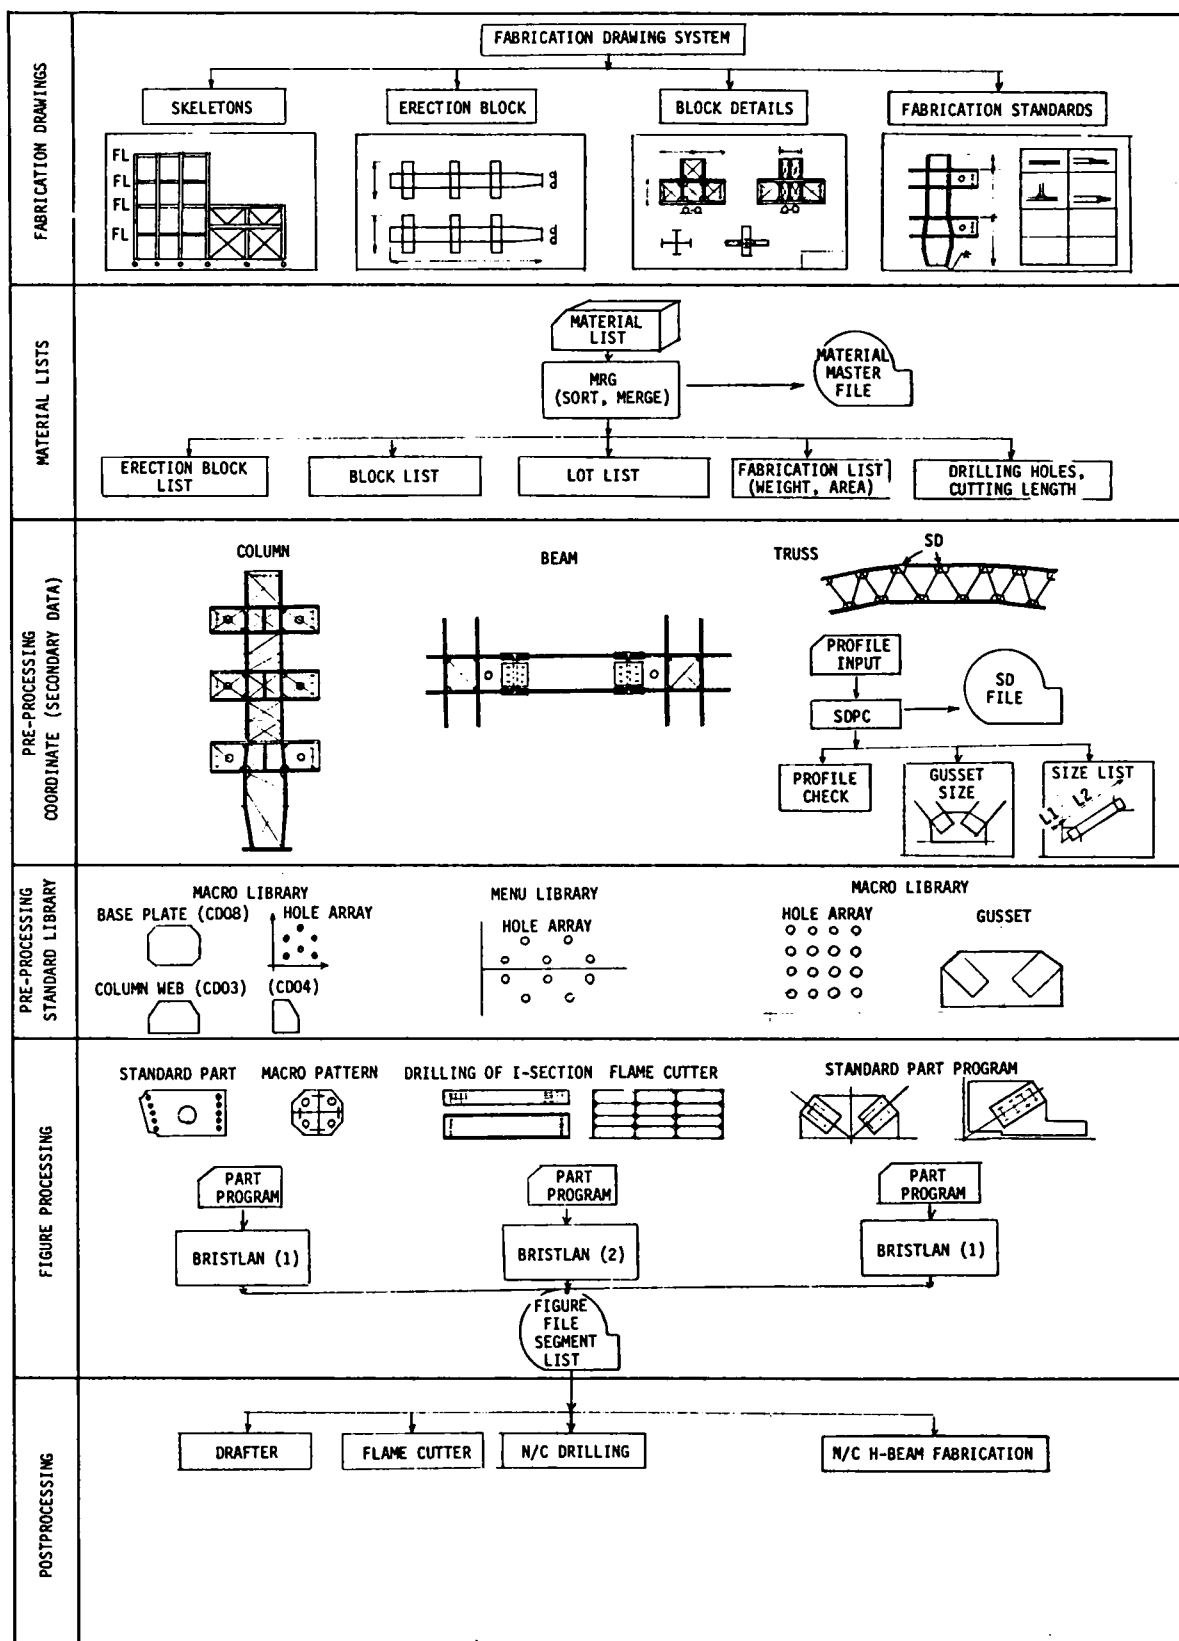 FABRICATION DRAWINGS
FABRICATION DRAWING SYSTEM
SKELETONS
ERECTION BLOCK
BLOCK DETAILS
FABRICATION STANDARDS
FL
FL
FL
FL
MATERIAL LISTS
MATERIAL
LIST
MRG
(SORT, MERGE)
MATERIAL
MASTER
FILE
ERECTION BLOCK
LIST
BLOCK LIST
LOT LIST
FABRICATION LIST
(WEIGHT, AREA)
DRILLING HOLES,
CUTTING LENGTH
PRE-PROCESSING
COORDINATE (SECONDARY DATA)
COLUMN
BEAM
TRUSS
SD
PROFILE
INPUT
SDPC
SD
FILE
PROFILE
CHECK
GUSSET
SIZE
SIZE LIST
L1
L2
PRE-PROCESSING
STANDARD LIBRARY
MACRO LIBRARY
BASE PLATE (CD08)
HOLE ARRAY
COLUMN WEB (CD03)
(CD04)
MENU LIBRARY
HOLE ARRAY
MACRO LIBRARY
HOLE ARRAY
GUSSET
FIGURE PROCESSING
STANDARD PART
MACRO PATTERN
DRILLING OF I-SECTION
FLAME CUTTER
STANDARD PART PROGRAM
PART
PROGRAM
PART
PROGRAM
PART
PROGRAM
BRISTLAN (1)
BRISTLAN (2)
BRISTLAN (1)
FIGURE
FILE
SEGMENT
LIST
POSTPROCESSING
DRAFTER
FLAME CUTTER
N/C DRILLING
N/C H-BEAM FABRICATION